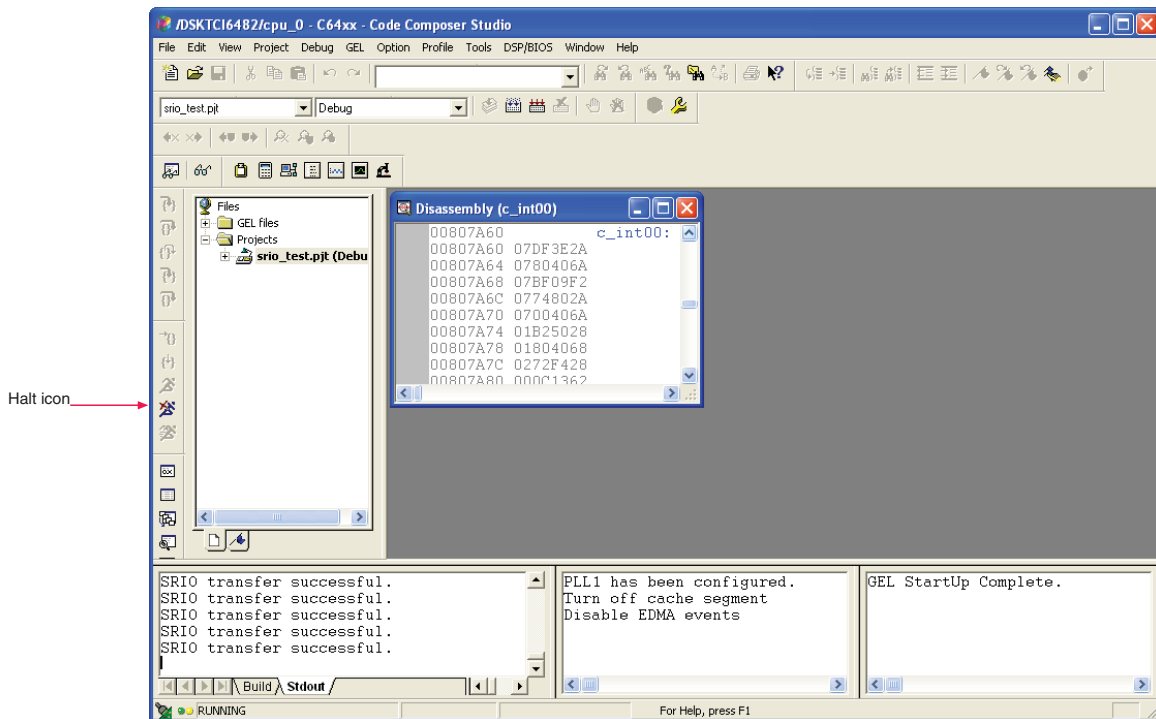 /DSKTCI6482/cpu_0 - C64xx - Code Composer Studio
File Edit View Project Debug GEL Option Profile Tools DSP/BIOS Window Help
srio_test.pjt Debug
Files
GEL files
Projects
srio_test.pjt (Debu
Disassembly (c_int00)
00807A60 c_int00:
00807A60 07DF3E2A
00807A64 0780406A
00807A68 07BF09F2
00807A6C 0774802A
00807A70 0700406A
00807A74 01B25028
00807A78 01804068
00807A7C 0272F428
00807A80 000C1362
Halt icon
SRIO transfer successful.
SRIO transfer successful.
SRIO transfer successful.
SRIO transfer successful.
SRIO transfer successful.
Build Stdout
PLL1 has been configured.
Turn off cache segment
Disable EDMA events
GEL StartUp Complete.
RUNNING
For Help, press F1